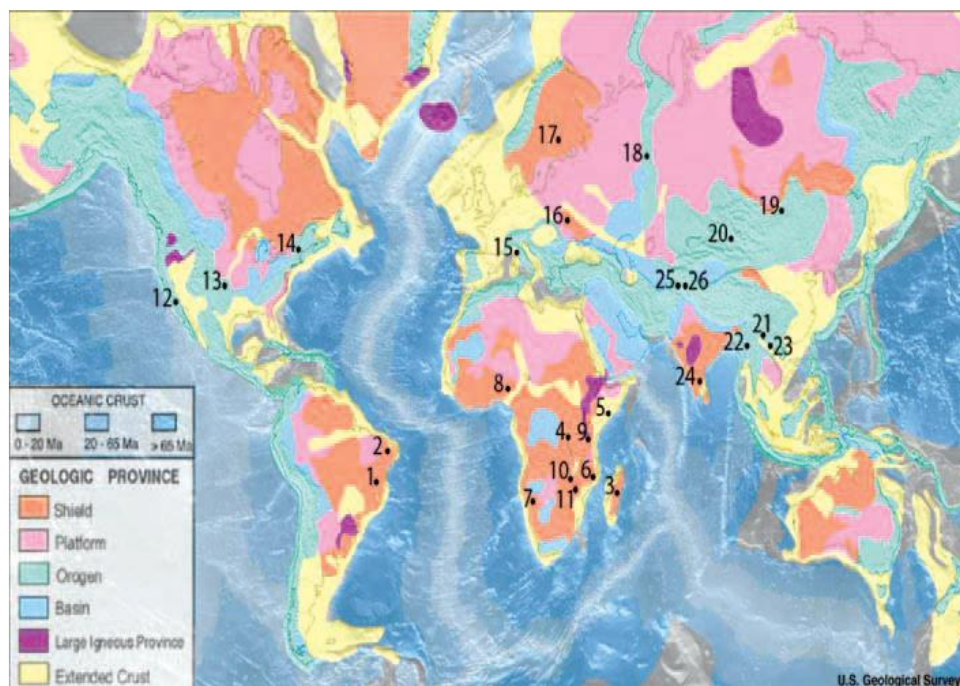 17
18
19
16
20
14
15
13
25 26
12
21
22 23
24
8
5
4 9
2
10 6
1
3
7 11
OCEANIC CRUST
0 - 20 Ma 20 - 65 Ma > 65 Ma
GEOLOGIC PROVINCE
Shield
Platform
Orogen
Basin
Large Igneous Province
Extended Crust
U.S. Geological Survey